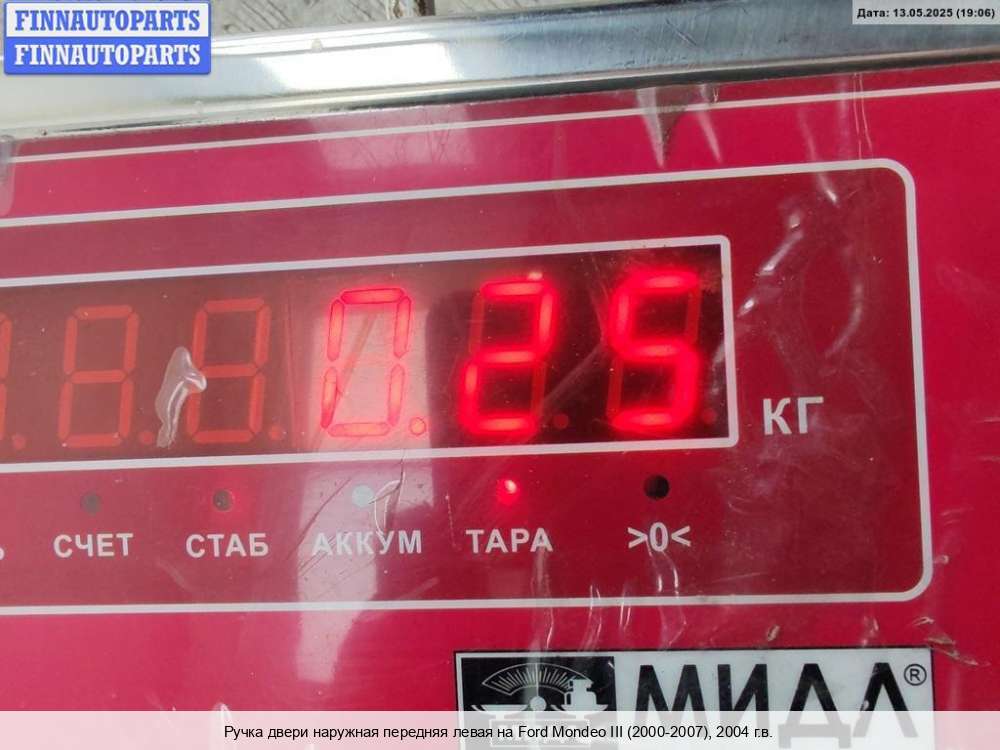 FINNAUTOPARTS
FINNAUTOPARTS
Дата: 13.05.2025 (19:06)
0.25
КГ
СЧЕТ СТАБ АККУМ ТАРА >0<
МИДЛ®
Ручка двери наружная передняя левая на Ford Mondeo III (2000-2007), 2004 г.в.